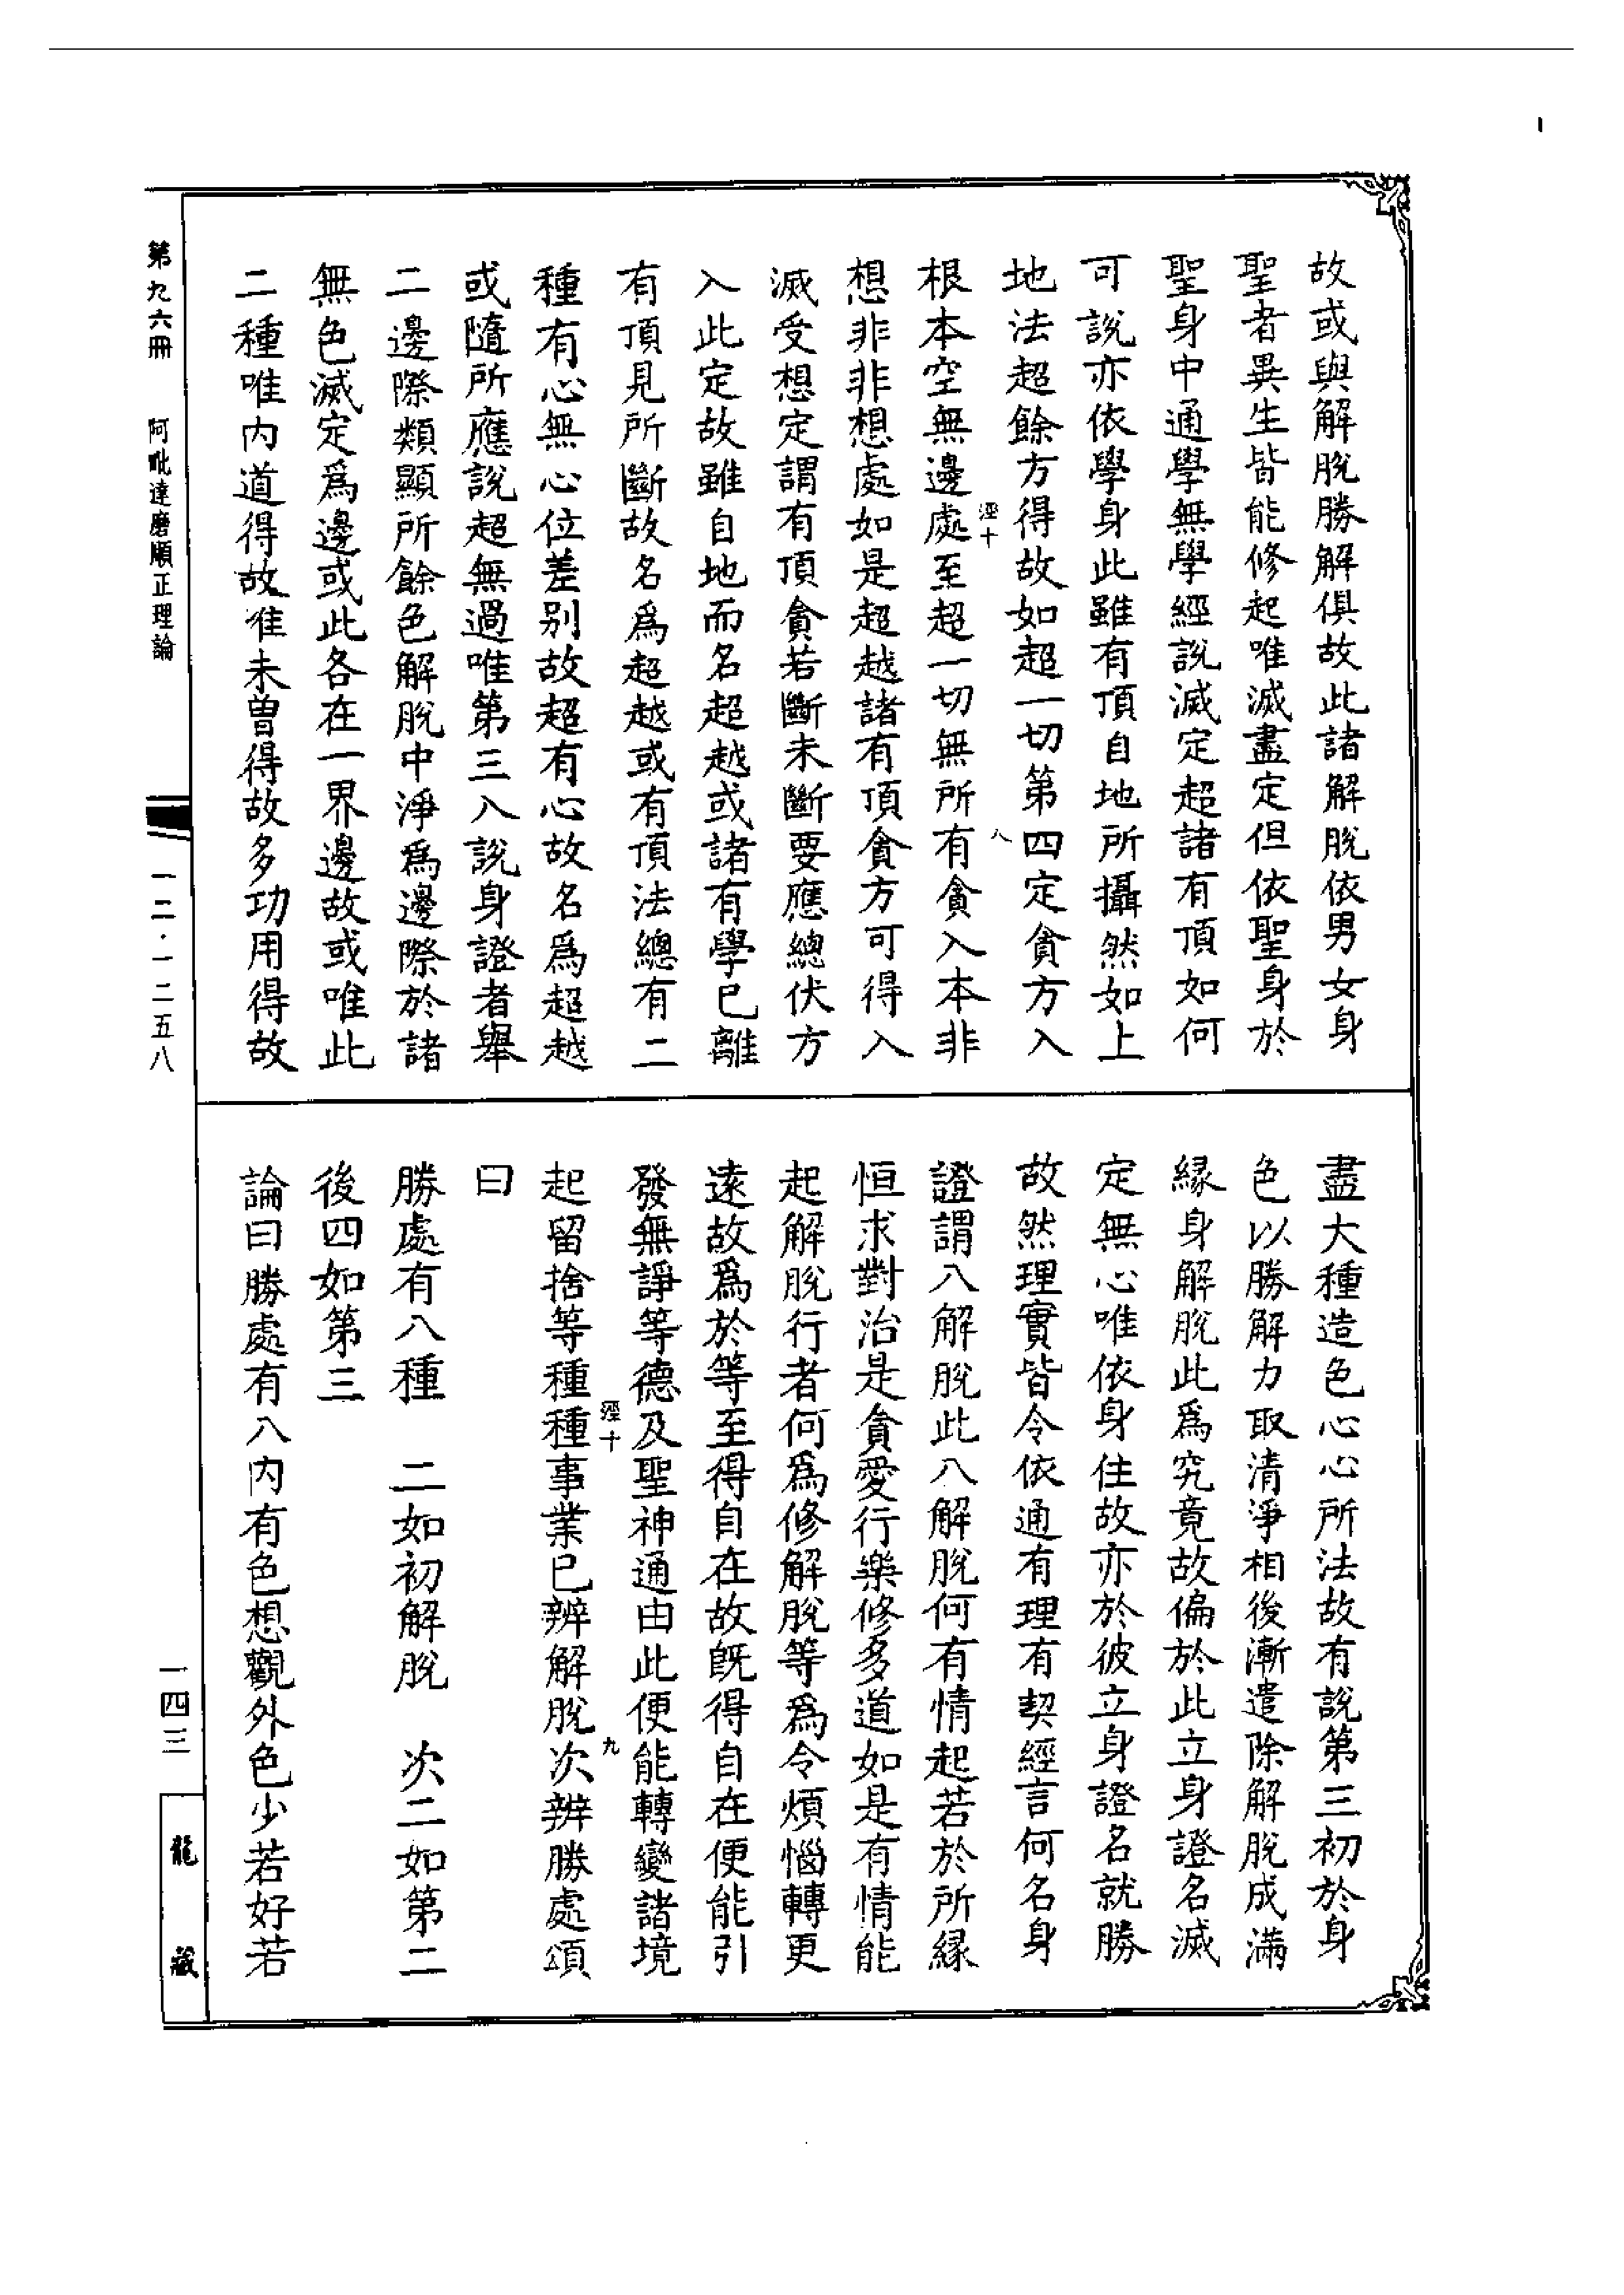 故或與解脫勝解俱故此諸解脫依男女身
聖者異生皆能修起唯滅盡定但依聖身於
聖身中通學無學經說滅定超諸有頂如何
可說亦依學身此雖有頂自地所攝然如上
地法超餘方得故如超一切第四定貪方入
根本空無邊處至超一切無所有貪入本非
想非非想處如是超越諸有頂貪方可得入
滅受想定謂有頂貪若斷未斷要應總伏方
入此定故雖自地而名超越或諸有學已離
有頂見所斷故名爲超越或有頂法總有二
種有心無心位差別故超有心故名爲超越
或隨所應說超無過唯第三八說身證者舉
二邊際類顯所餘色解脫中淨爲邊際於諸
無色滅定爲邊或此各在一界邊故或唯此
二種唯內道得故唯未曾得故多功用得故
盡大種造色心心所法故有說第三初於身
色以勝解力取清淨相後漸遣除解脫成滿
緣身解脫此爲究竟故偏於此立身證名滅
定無心唯依身住故亦於彼立身證名就勝
故然理實皆令依通有理有契經言何名身
證謂八解脫此八解脫何有情起若於所緣
恒求對治是貪愛行樂修多道如是有情能
起解脫行者何爲修解脫等爲令煩惱轉更
遠故爲於等至得自在故既得自在便能引
發無諍等德及聖神通由此便能轉變諸境
起留捨等種種事業已辨解脫次辨勝處頌
曰
勝處有八種　二如初解脫　次二如第二
後四如第三
論曰勝處有八內有色想觀外色少若好若
逕十
八
逕十
九
第九六冊　阿毗達磨順正理論
一二·一二五八
一四三
龍藏